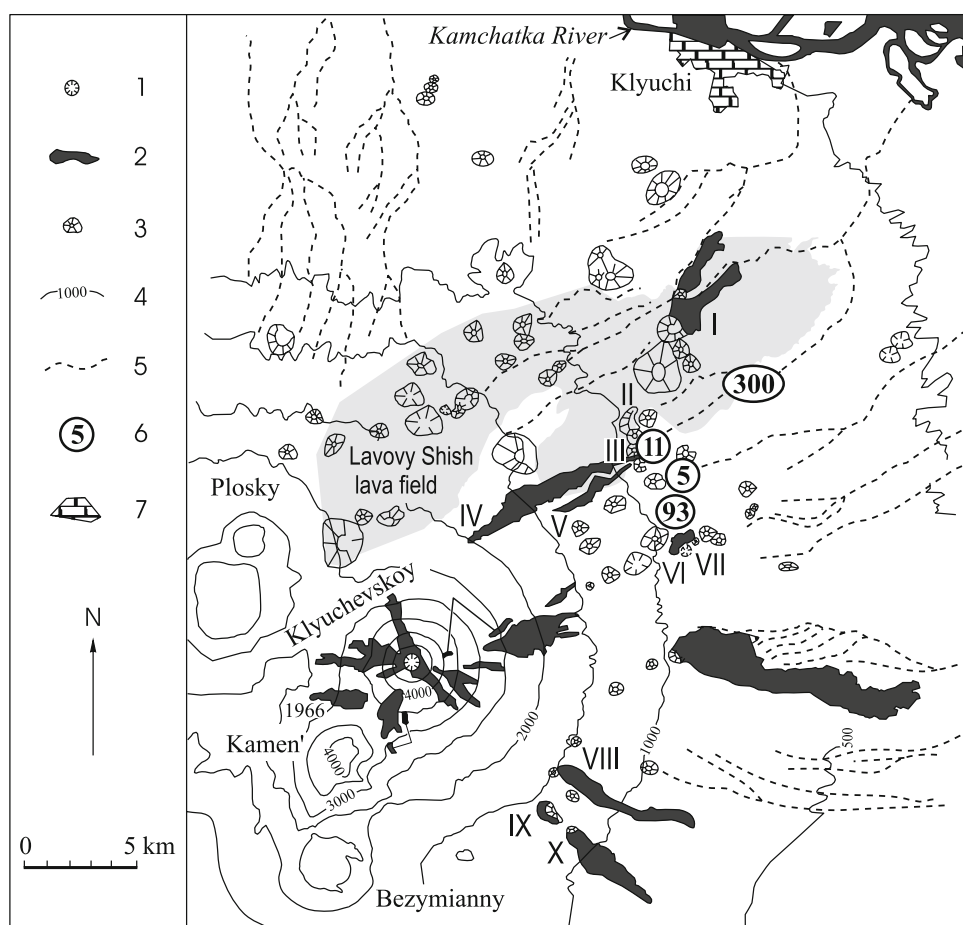 1
2
3
1000
4
5
5
6
7
N
0
5 km
Kamchatka River
Klyuchi
I
300
II
III
11
5
Lavovy Shish
lava field
Plosky
IV
V
93
VI
VII
Klyuchevskoy
4000
1966
2000
Kamen'
4000
3000
1000
500
VIII
IX
X
Bezymianny